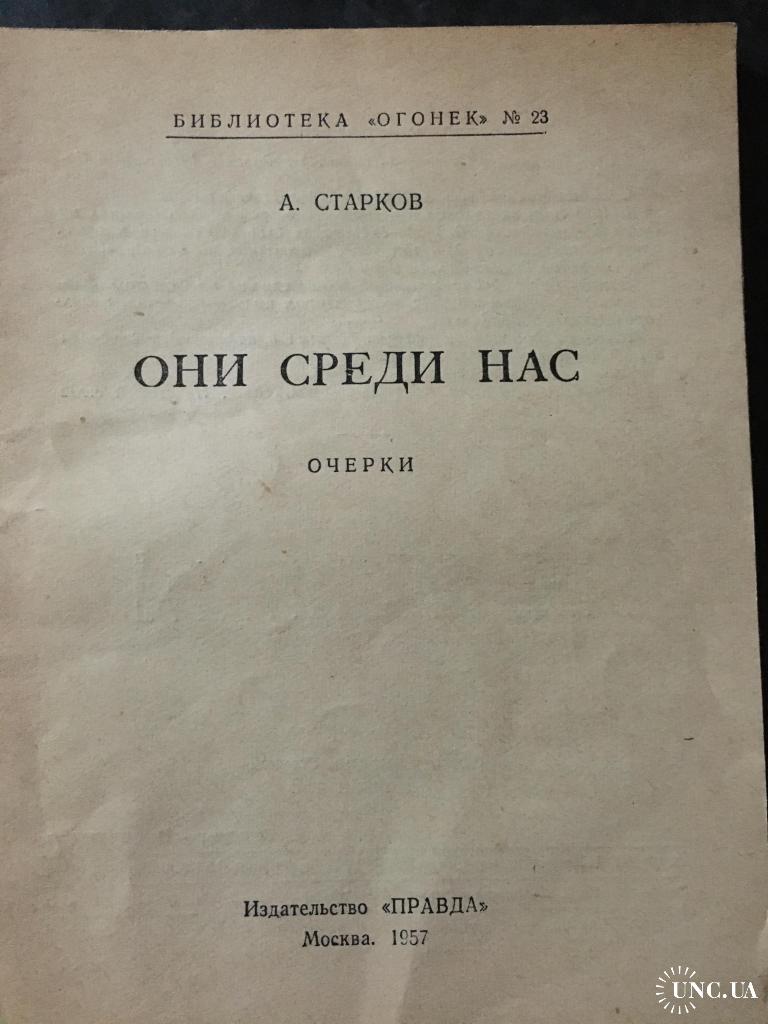 БИБЛИОТЕКА «ОГОНЕК» № 23
А. СТАРКОВ
ОНИ СРЕДИ НАС
ОЧЕРКИ
Издательство «ПРАВДА»
Москва. 1957
UNC.UA